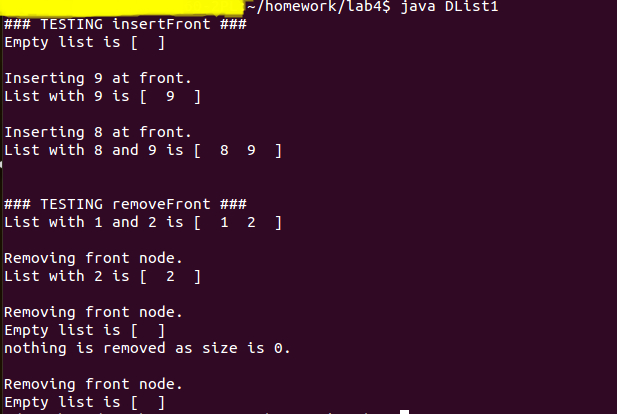 ~/homework/lab4$ java DList1
### TESTING insertFront ###
Empty list is [  ]
Inserting 9 at front.
List with 9 is [  9  ]
Inserting 8 at front.
List with 8 and 9 is [  8  9  ]
### TESTING removeFront ###
List with 1 and 2 is [  1  2  ]
Removing front node.
List with 2 is [  2  ]
Removing front node.
Empty list is [  ]
nothing is removed as size is 0.
Removing front node.
Empty list is [  ]